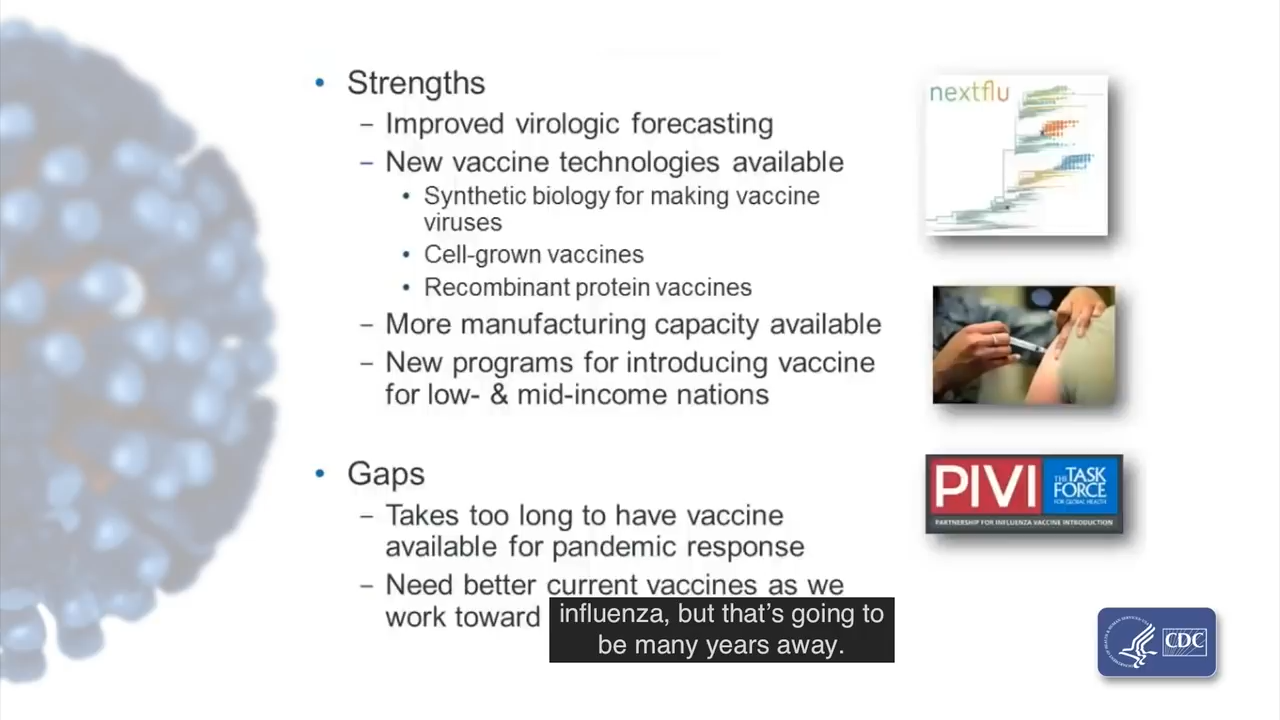 • Strengths
– Improved virologic forecasting
– New vaccine technologies available
• Synthetic biology for making vaccine
viruses
• Cell-grown vaccines
• Recombinant protein vaccines
– More manufacturing capacity available
– New programs for introducing vaccine
for low- & mid-income nations
• Gaps
– Takes too long to have vaccine
available for pandemic response
– Need better current vaccines as we
work toward
influenza, but that’s going to
be many years away.
nextflu
PIVI
THE TASK
FORCE
FOR GLOBAL HEALTH
PARTNERSHIP FOR INFLUENZA VACCINE INTRODUCTION
CDC